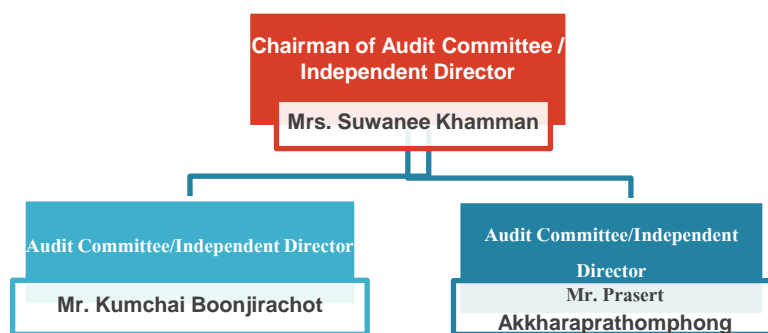 Chairman of Audit Committee /
Independent Director
Mrs. Suwanee Khamman
Audit Committee/Independent Director
Mr. Kumchai Boonjirachot
Audit Committee/Independent
Director
Mr. Prasert
Akkharaprathomphong